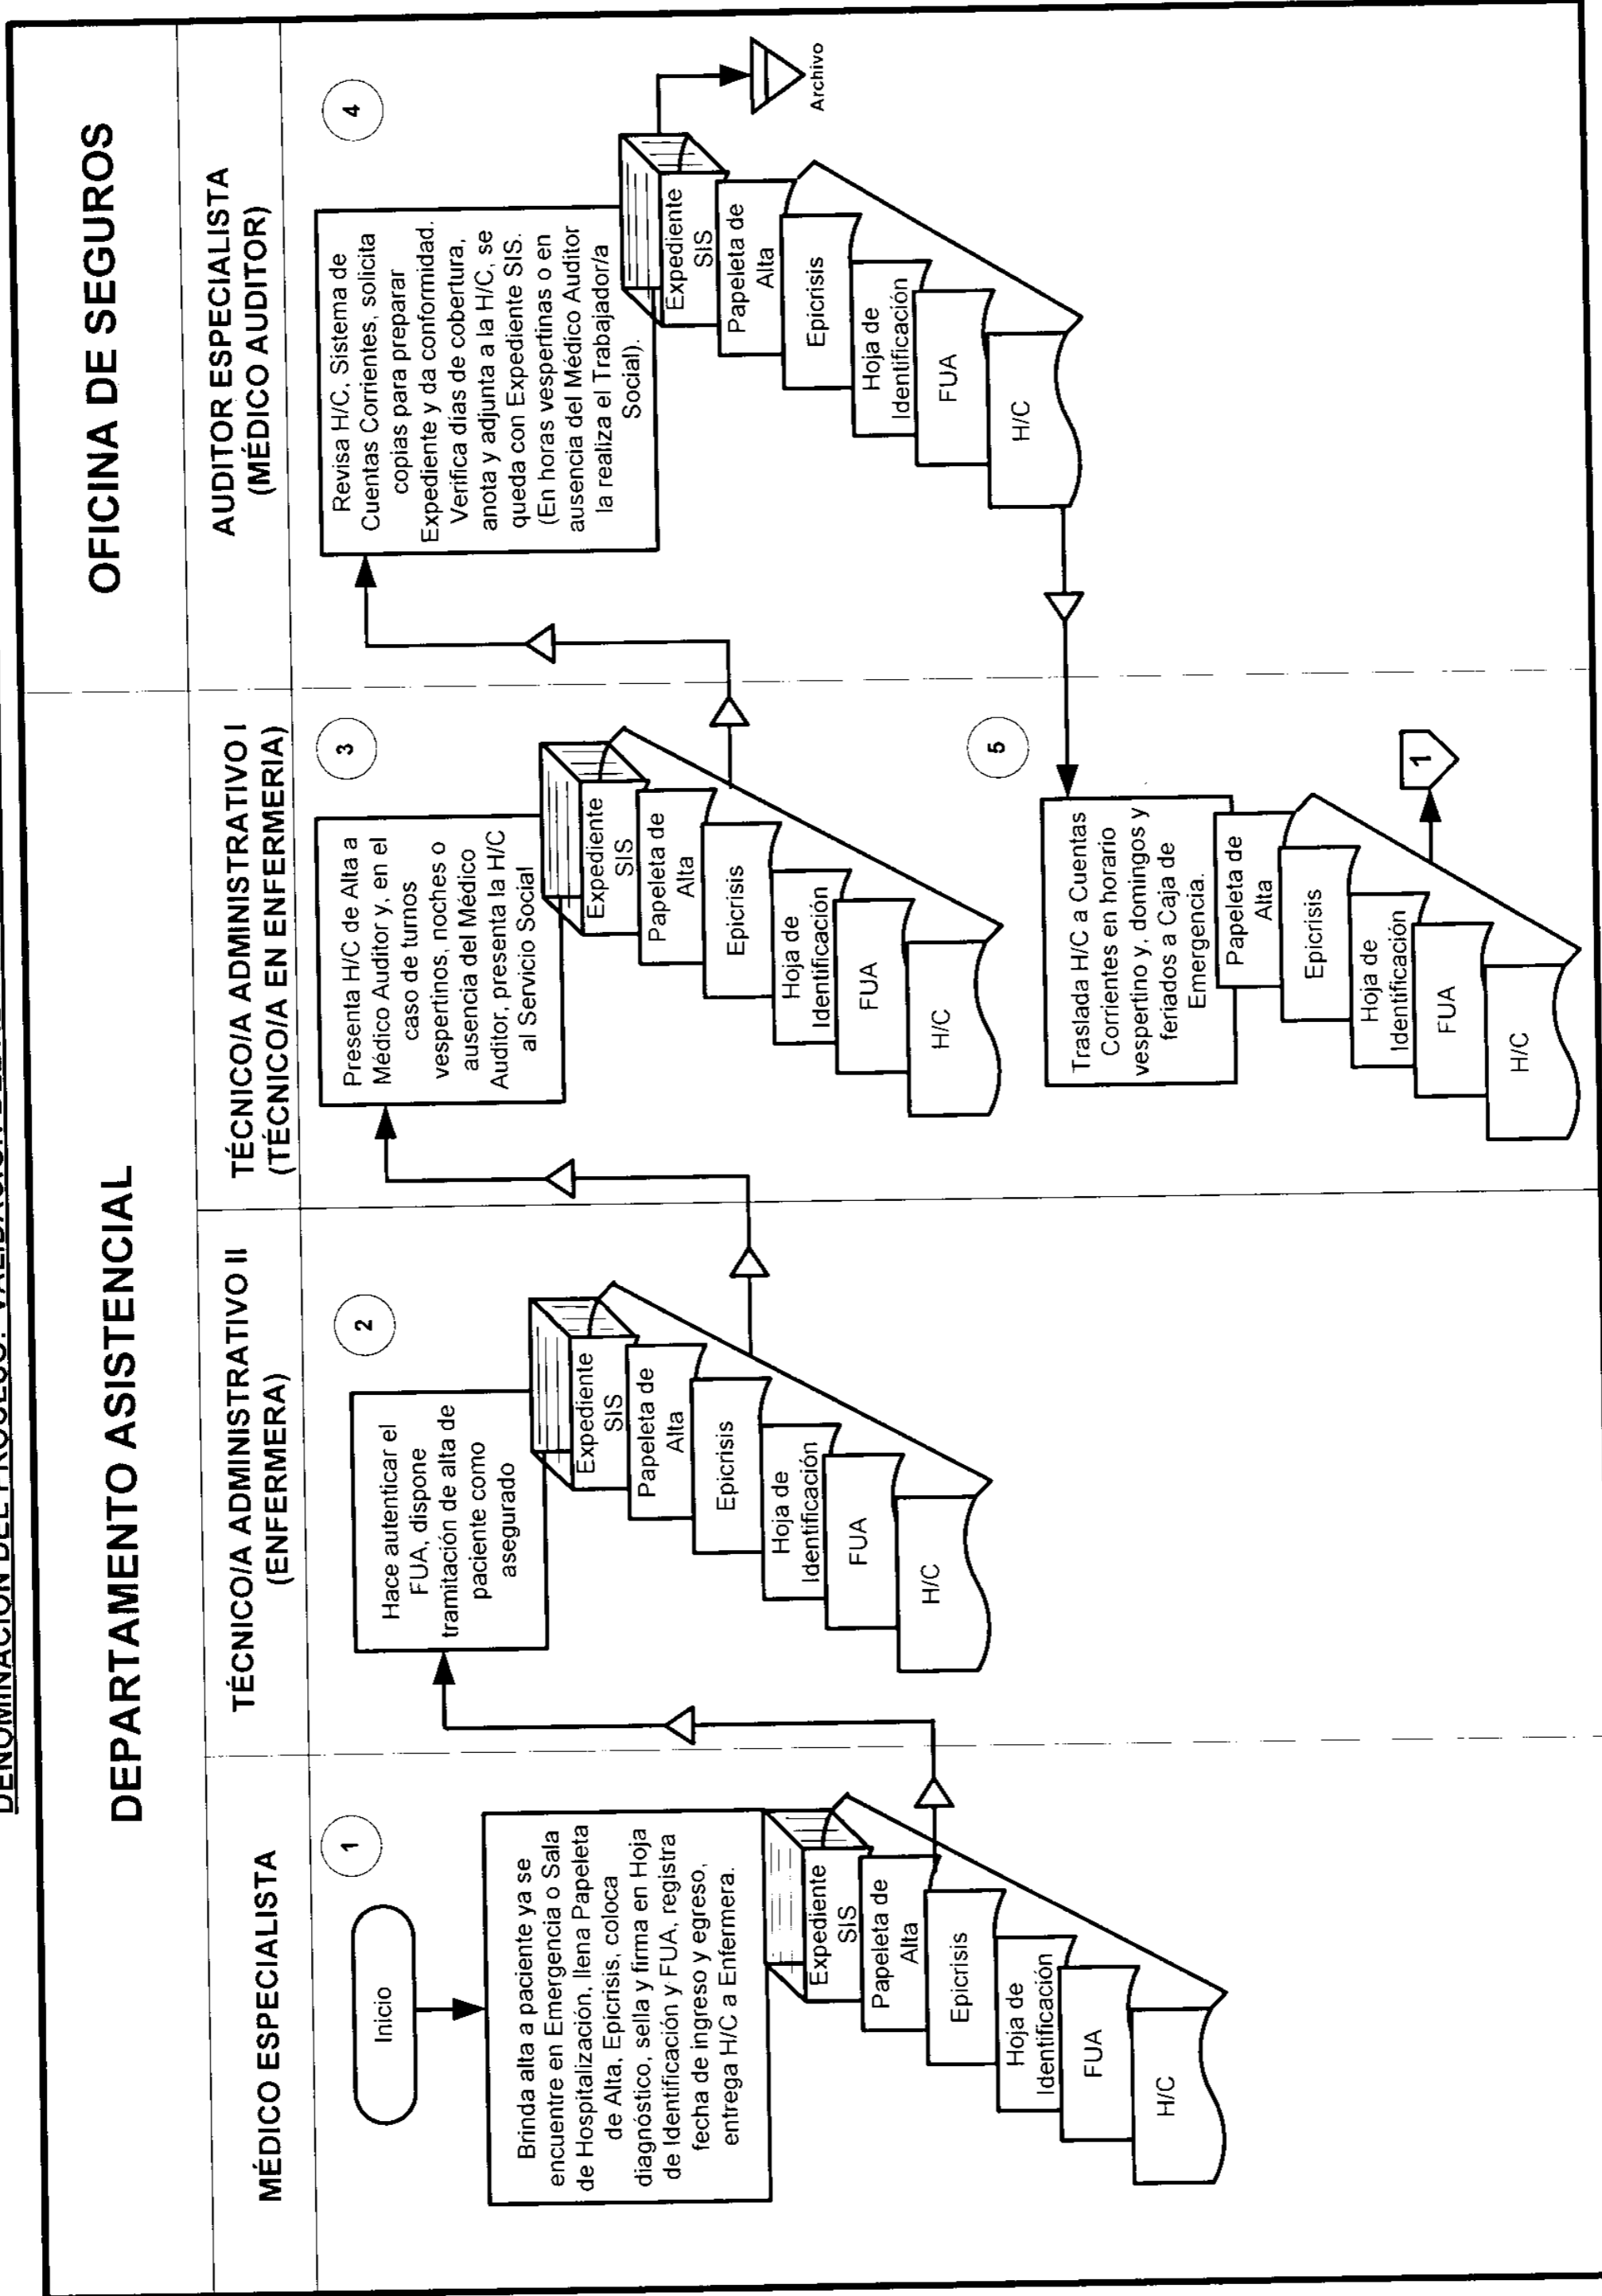 DENOMINACIÓN DEL PROCESO: VALIDACIÓN
DEPARTAMENTO ASISTENCIAL
OFICINA DE SEGUROS
MÉDICO ESPECIALISTA
TÉCNICO/A ADMINISTRATIVO II
(ENFERMERA)
TÉCNICO/A ADMINISTRATIVO I
(TÉCNICO/A EN ENFERMERIA)
AUDITOR ESPECIALISTA
(MÉDICO AUDITOR)
1
Inicio
Brinda alta a paciente ya se
encuentre en Emergencia o Sala
de Hospitalización, llena Papeleta
de Alta, Epicrisis, coloca
diagnóstico, sella y firma en Hoja
de Identificación y FUA, registra
fecha de ingreso y egreso,
entrega H/C a Enfermera.
Expediente
SIS
Papeleta de
Alta
Epicrisis
Hoja de
Identificación
FUA
H/C
2
Hace autenticar el
FUA, dispone
tramitación de alta de
paciente como
asegurado
Expediente
SIS
Papeleta de
Alta
Epicrisis
Hoja de
Identificación
FUA
H/C
3
Presenta H/C de Alta a
Médico Auditor y, en el
caso de turnos
vespertinos, noches o
ausencia del Médico
Auditor, presenta la H/C
al Servicio Social
Expediente
SIS
Papeleta de
Alta
Epicrisis
Hoja de
Identificación
FUA
H/C
4
Revisa H/C, Sistema de
Cuentas Corrientes, solicita
copias para preparar
Expediente y da conformidad.
Verifica días de cobertura,
anota y adjunta a la H/C, se
queda con Expediente SIS.
(En horas vespertinas o en
ausencia del Médico Auditor
la realiza el Trabajador/a
Social).
Expediente
SIS
Papeleta de
Alta
Epicrisis
Hoja de
Identificación
FUA
H/C
Archivo
5
Traslada H/C a Cuentas
Corrientes en horario
vespertino y, domingos y
feriados a Caja de
Emergencia.
Papeleta de
Alta
Epicrisis
Hoja de
Identificación
FUA
H/C
1